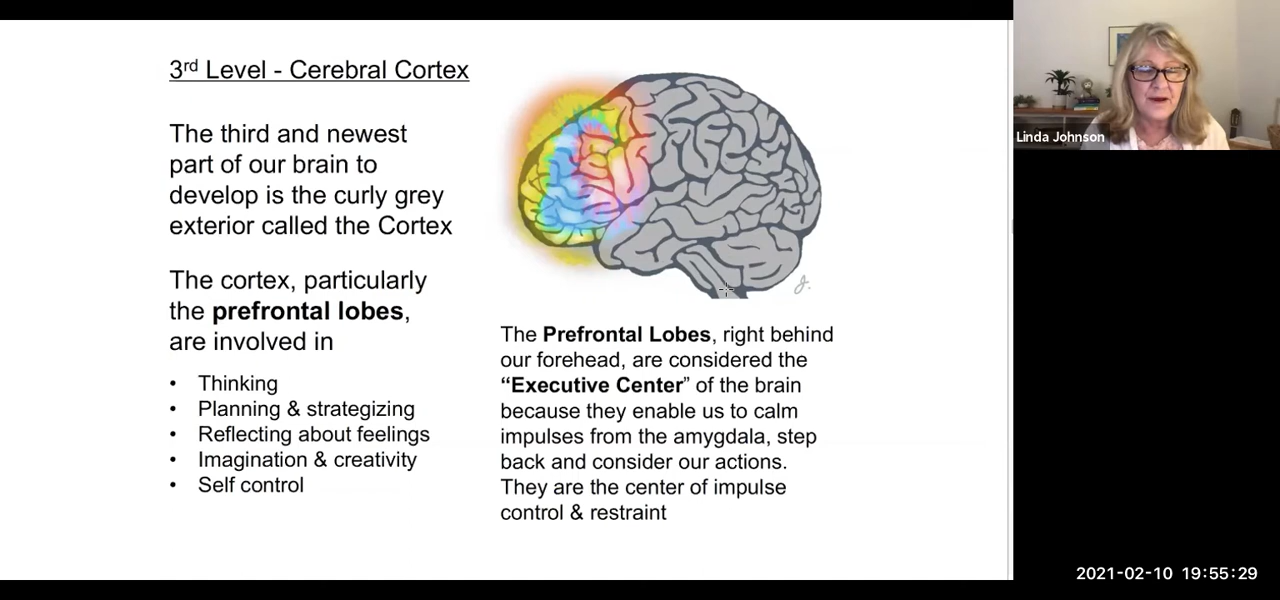 3rd Level - Cerebral Cortex
The third and newest
part of our brain to
develop is the curly grey
exterior called the Cortex
The cortex, particularly
the prefrontal lobes,
are involved in
• Thinking
• Planning & strategizing
• Reflecting about feelings
• Imagination & creativity
• Self control
The Prefrontal Lobes, right behind
our forehead, are considered the
“Executive Center” of the brain
because they enable us to calm
impulses from the amygdala, step
back and consider our actions.
They are the center of impulse
control & restraint
Linda Johnson
2021-02-10 19:55:29